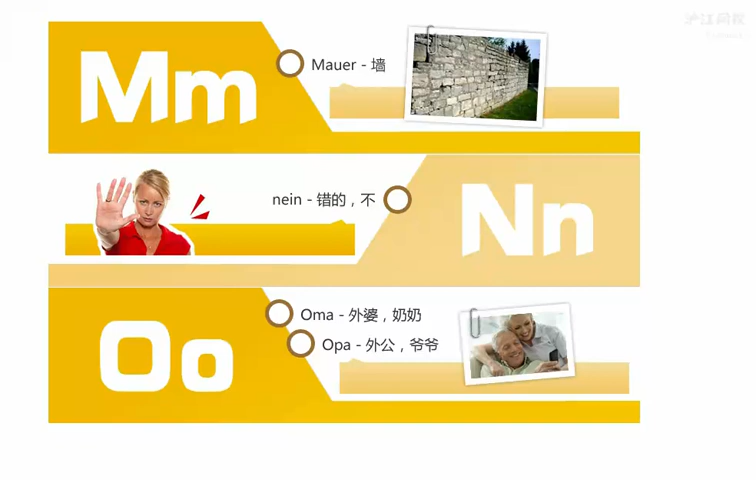 沪江网校
Mm
Mauer - 墙
nein - 错的，不
Nn
Oo
Oma - 外婆，奶奶
Opa - 外公，爷爷